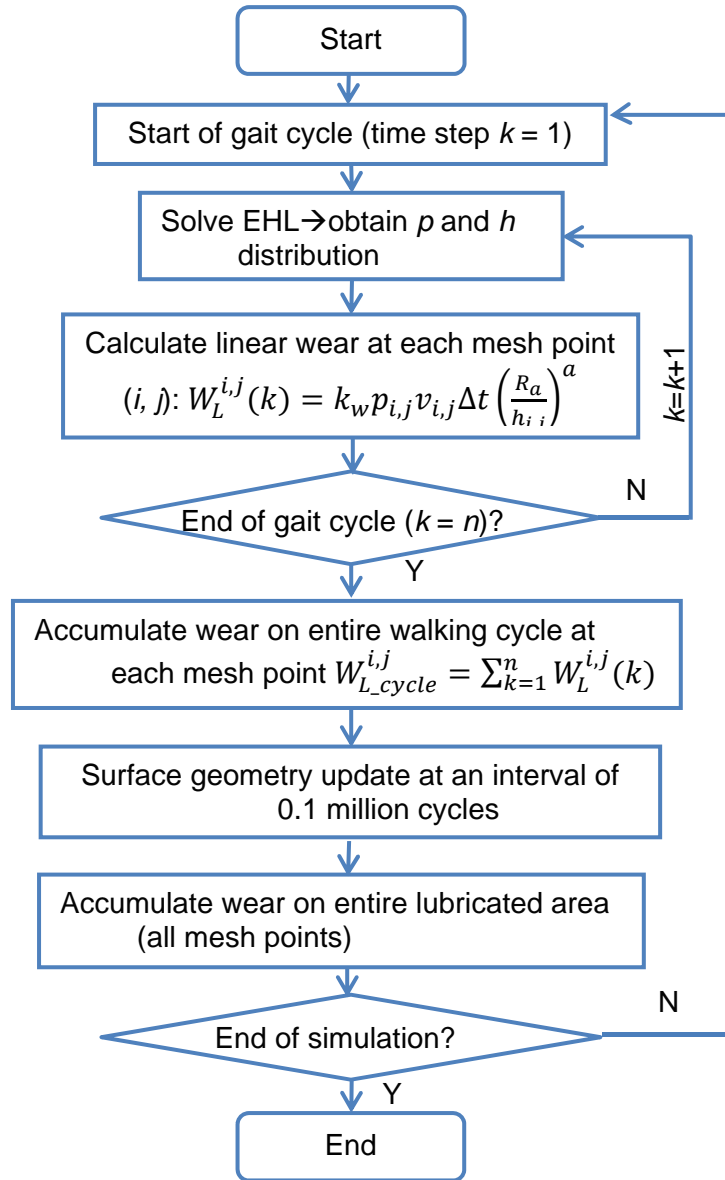 Start
Start of gait cycle (time step k = 1)
Solve EHL→obtain p and h
distribution
Calculate linear wear at each mesh point
(i, j): W_L^{i,j}(k) = k_w p_{i,j} v_{i,j} Δt (R_a / h_{i,j})^a
k=k+1
N
End of gait cycle (k = n)?
Y
Accumulate wear on entire walking cycle at
each mesh point W_{L_cycle}^{i,j} = ∑_{k=1}^{n} W_L^{i,j}(k)
Surface geometry update at an interval of
0.1 million cycles
Accumulate wear on entire lubricated area
(all mesh points)
N
End of simulation?
Y
End